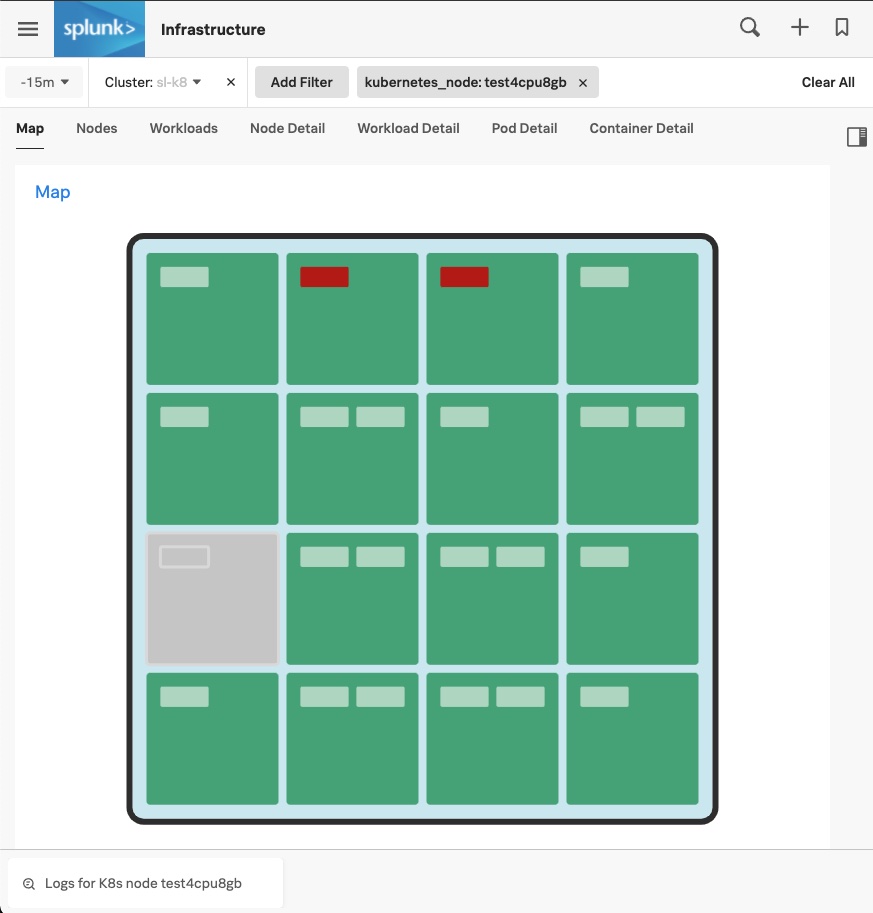 splunk> Infrastructure
-15m Cluster: sl-k8 Add Filter kubernetes_node: test4cpu8gb Clear All
Map Nodes Workloads Node Detail Workload Detail Pod Detail Container Detail
Map
Logs for K8s node test4cpu8gb